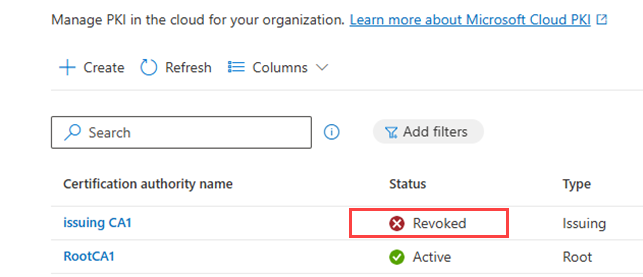 Manage PKI in the cloud for your organization. Learn more about Microsoft Cloud PKI
Create Refresh Columns
Search Add filters
Certification authority name Status Type
issuing CA1 Revoked Issuing
RootCA1 Active Root